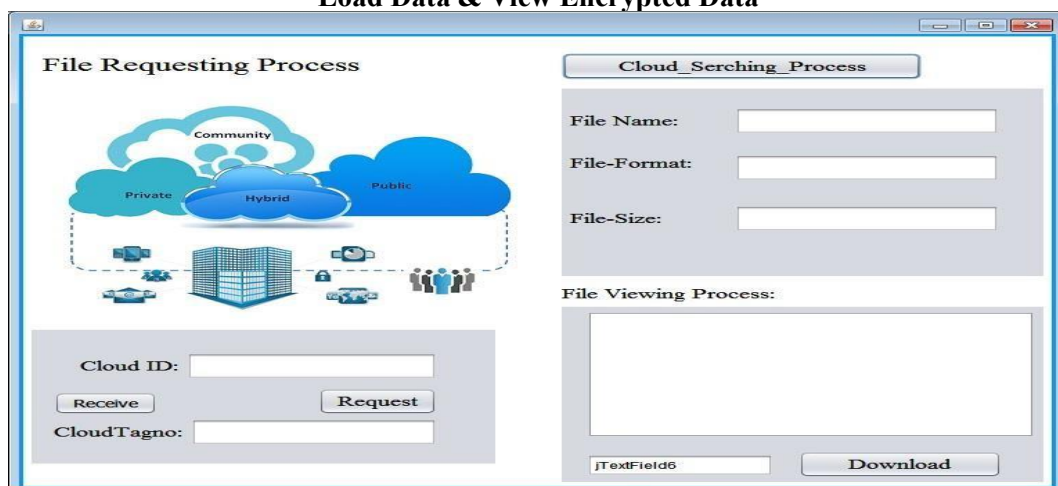 Load Data & View Encrypted Data
File Requesting Process
Cloud_Serching_Process
Community
Private
Hybrid
Public
File Name:
File-Format:
File-Size:
File Viewing Process:
Cloud ID:
Receive
Request
CloudTagno:
jTextField6
Download